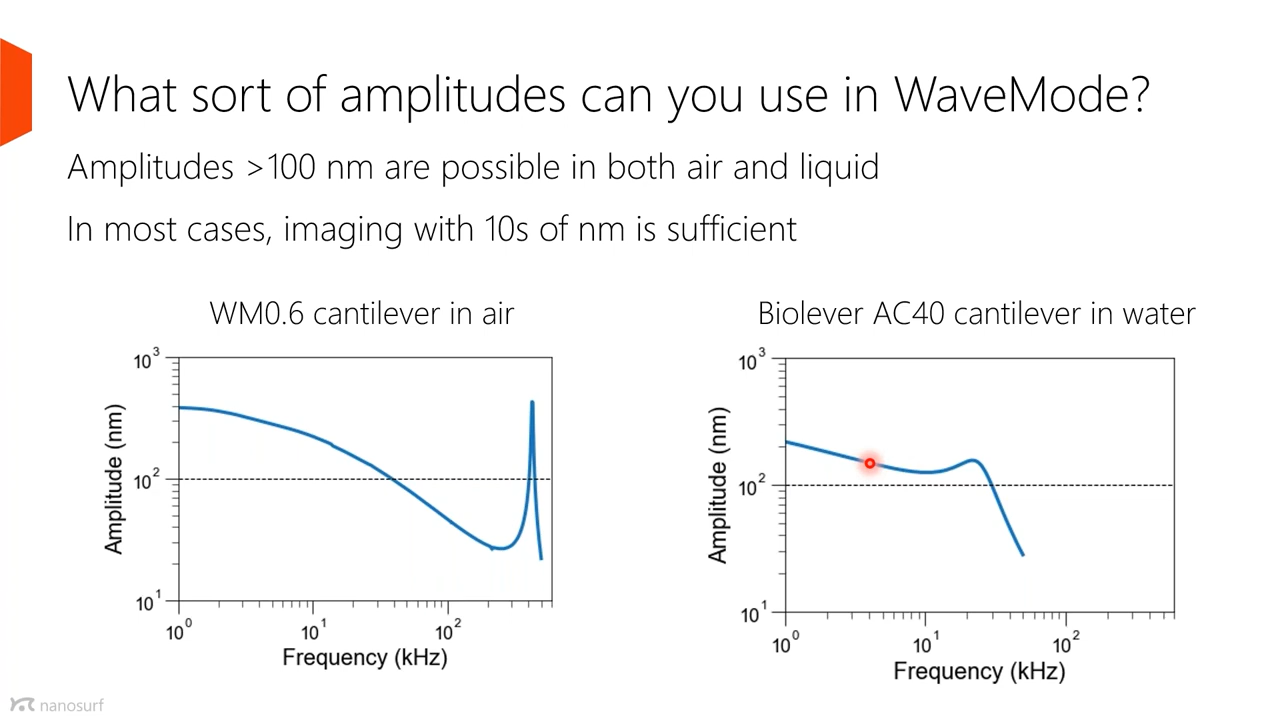 What sort of amplitudes can you use in WaveMode?
Amplitudes >100 nm are possible in both air and liquid
In most cases, imaging with 10s of nm is sufficient
WM0.6 cantilever in air
10³
10²
10¹
Amplitude (nm)
10⁰
10¹
10²
Frequency (kHz)
Biolever AC40 cantilever in water
10³
10²
10¹
Amplitude (nm)
10⁰
10¹
10²
Frequency (kHz)
nanosurf